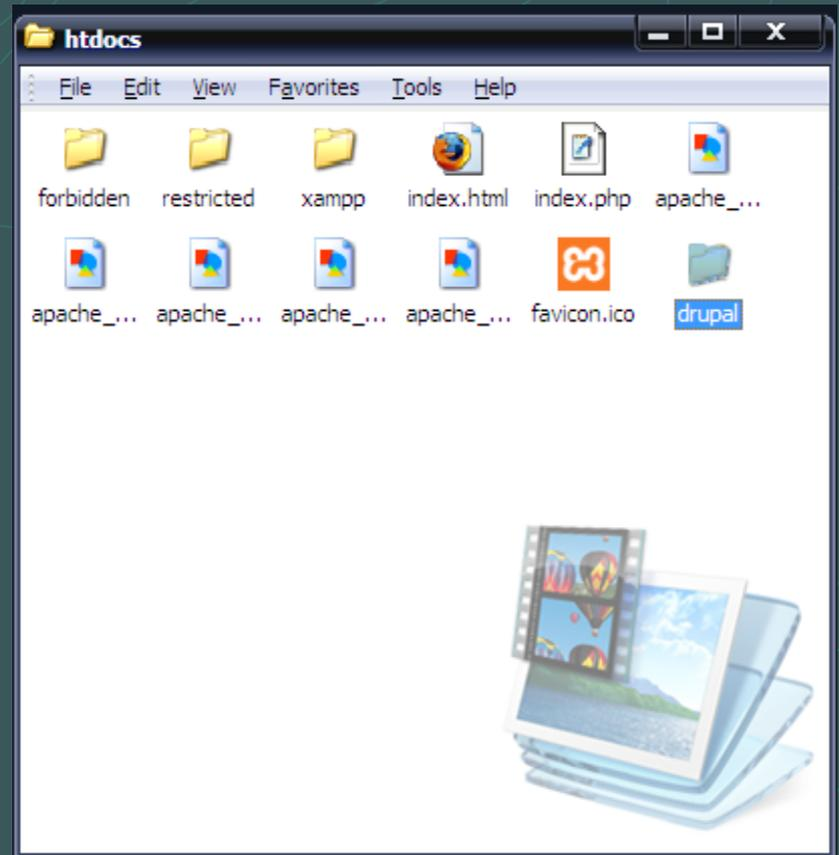 htdocs
File Edit View Favorites Tools Help
forbidden restricted xampp index.html index.php apache_...
apache_... apache_... apache_... apache_... favicon.ico drupal